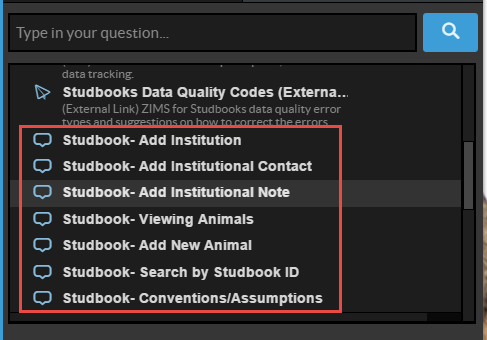 Type in your question...
data tracking.
Studbooks Data Quality Codes (Externa...
(External Link) ZIMS for Studbooks data quality error
types and suggestions on how to correct the errors
Studbook- Add Institution
Studbook- Add Institutional Contact
Studbook- Add Institutional Note
Studbook- Viewing Animals
Studbook- Add New Animal
Studbook- Search by Studbook ID
Studbook- Conventions/Assumptions